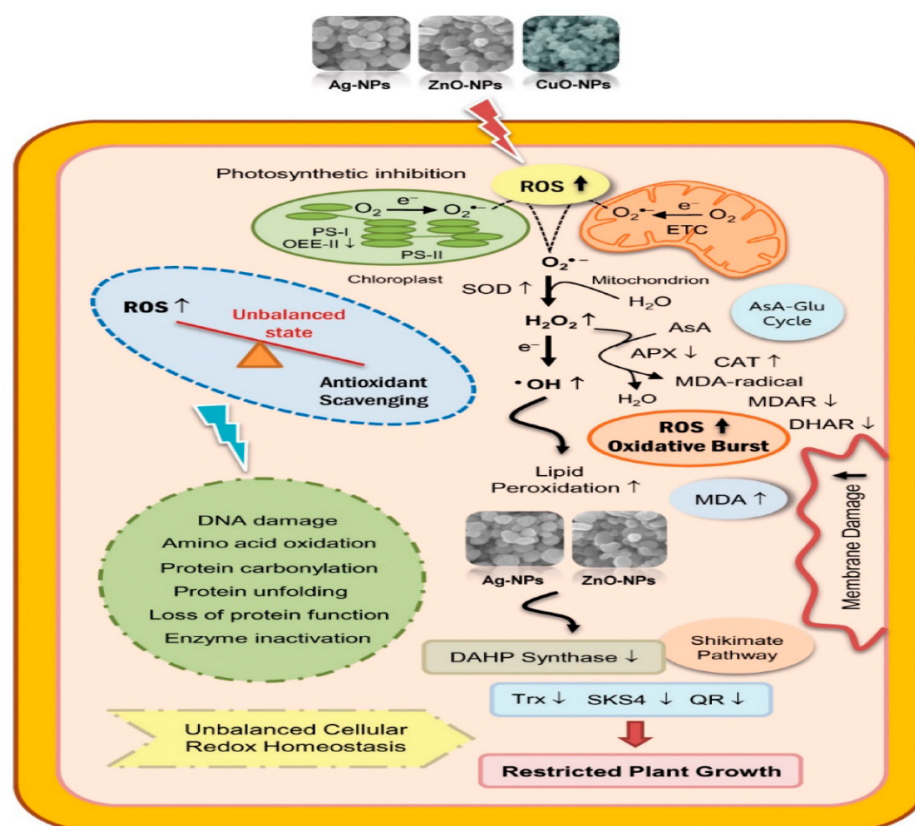 Ag-NPs
ZnO-NPs
CuO-NPs
Photosynthetic inhibition
ROS ⬆
O₂ e⁻ → O₂•⁻
PS-I
OEE-II ↓
PS-II
Chloroplast
O₂•⁻ ← e⁻ O₂
ETC
Mitochondrion
O₂•⁻
SOD ↑
H₂O
H₂O₂ ↑
e⁻
•OH ↑
AsA
APX ↓
CAT ↑
MDA-radical
H₂O
MDAR ↓
DHAR ↓
AsA-Glu
Cycle
ROS ↑
Unbalanced
state
Antioxidant
Scavenging
ROS ⬆
Oxidative Burst
Lipid
Peroxidation ↑
MDA ↑
Membrane Damage ⬆
DNA damage
Amino acid oxidation
Protein carbonylation
Protein unfolding
Loss of protein function
Enzyme inactivation
Ag-NPs
ZnO-NPs
DAHP Synthase ↓
Shikimate
Pathway
Trx ↓ SKS4 ↓ QR ↓
Unbalanced Cellular
Redox Homeostasis
Restricted Plant Growth